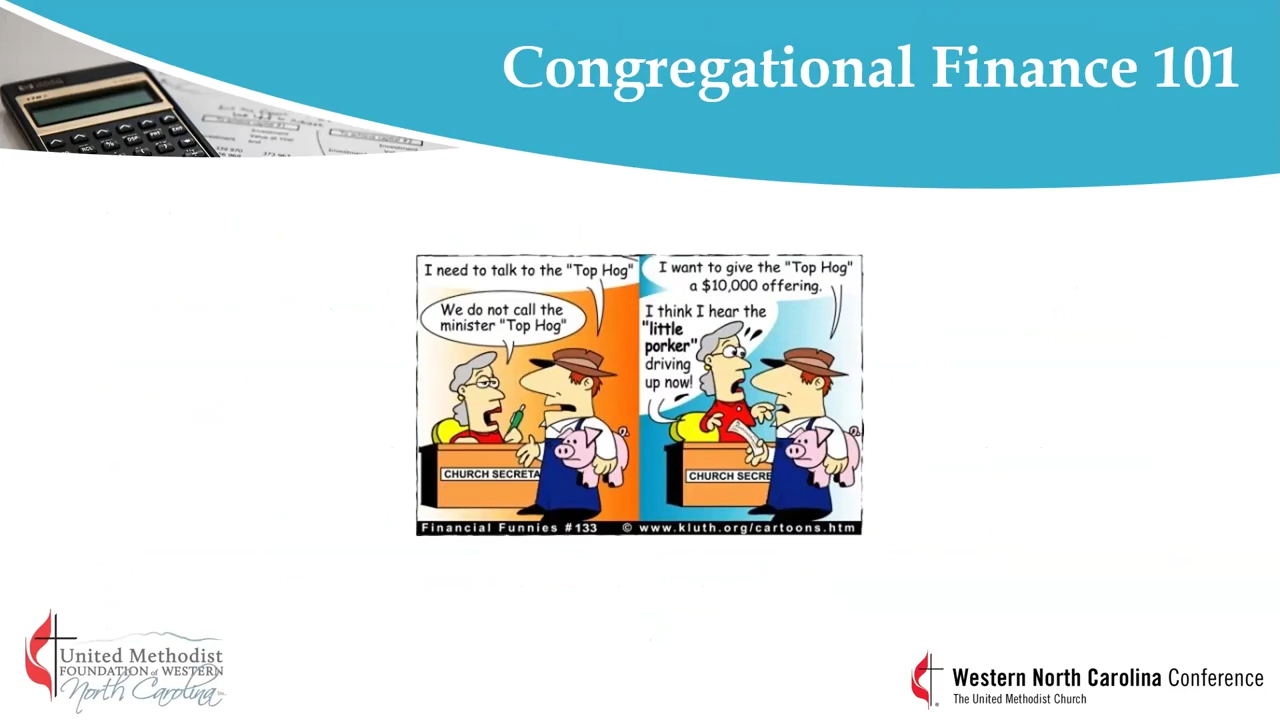 Congregational Finance 101
I need to talk to the "Top Hog"
We do not call the
minister "Top Hog"
CHURCH SECRETA
I want to give the "Top Hog"
a $10,000 offering.
I think I hear the
"little
porker"
driving
up now!
CHURCH SECRE
Financial Funnies #133 © www.kluth.org/cartoons.htm
United Methodist
FOUNDATION of WESTERN
North Carolina
Western North Carolina Conference
The United Methodist Church